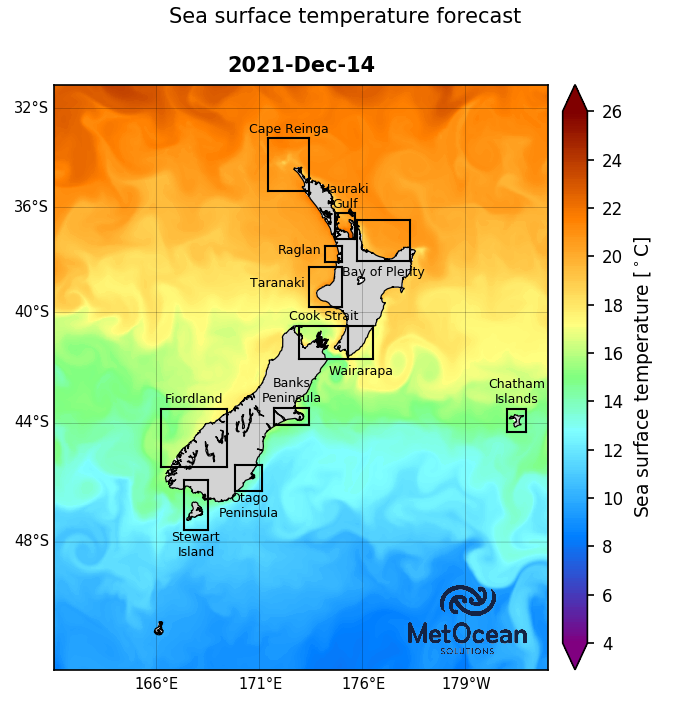 Sea surface temperature forecast
2021-Dec-14
32°S
36°S
40°S
44°S
48°S
Cape Reinga
Hauraki
Gulf
Raglan
Bay of Plenty
Taranaki
Cook Strait
Wairarapa
Banks
Peninsula
Fiordland
Chatham
Islands
Otago
Peninsula
Stewart
Island
MetOcean
SOLUTIONS
166°E
171°E
176°E
179°W
26
24
22
20
18
16
14
12
10
8
6
4
Sea surface temperature [°C]